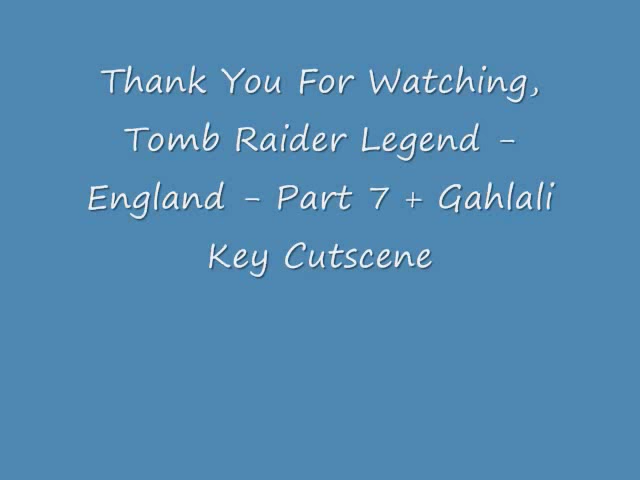 Thank You For Watching,
Tomb Raider Legend -
England - Part 7 + Gahlali
Key Cutscene